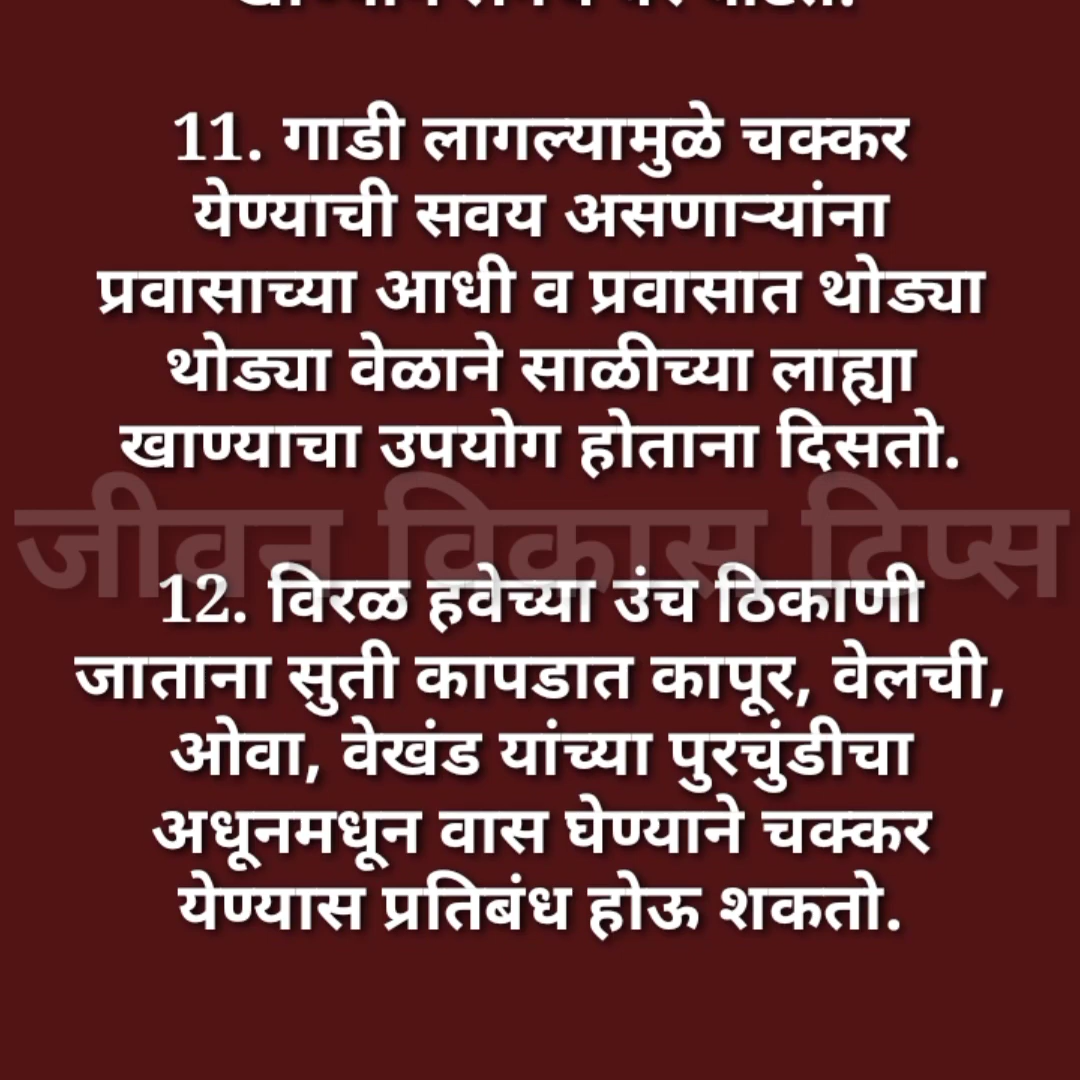 11. गाडी लागल्यामुळे चक्कर
येण्याची सवय असणाऱ्यांना
प्रवासाच्या आधी व प्रवासात थोड्या
थोड्या वेळाने साळीच्या लाह्या
खाण्याचा उपयोग होताना दिसतो.
जीवन विकास टिप्स
12. विरळ हवेच्या उंच ठिकाणी
जाताना सुती कापडात कापूर, वेलची,
ओवा, वेखंड यांच्या पुरचुंडीचा
अधूनमधून वास घेण्याने चक्कर
येण्यास प्रतिबंध होऊ शकतो.